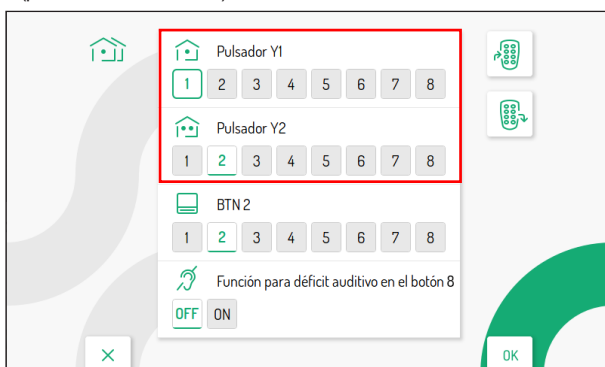 Pulsador Y1
1 2 3 4 5 6 7 8
Pulsador Y2
1 2 3 4 5 6 7 8
BTN 2
1 2 3 4 5 6 7 8
Función para déficit auditivo en el botón 8
OFF ON
OK